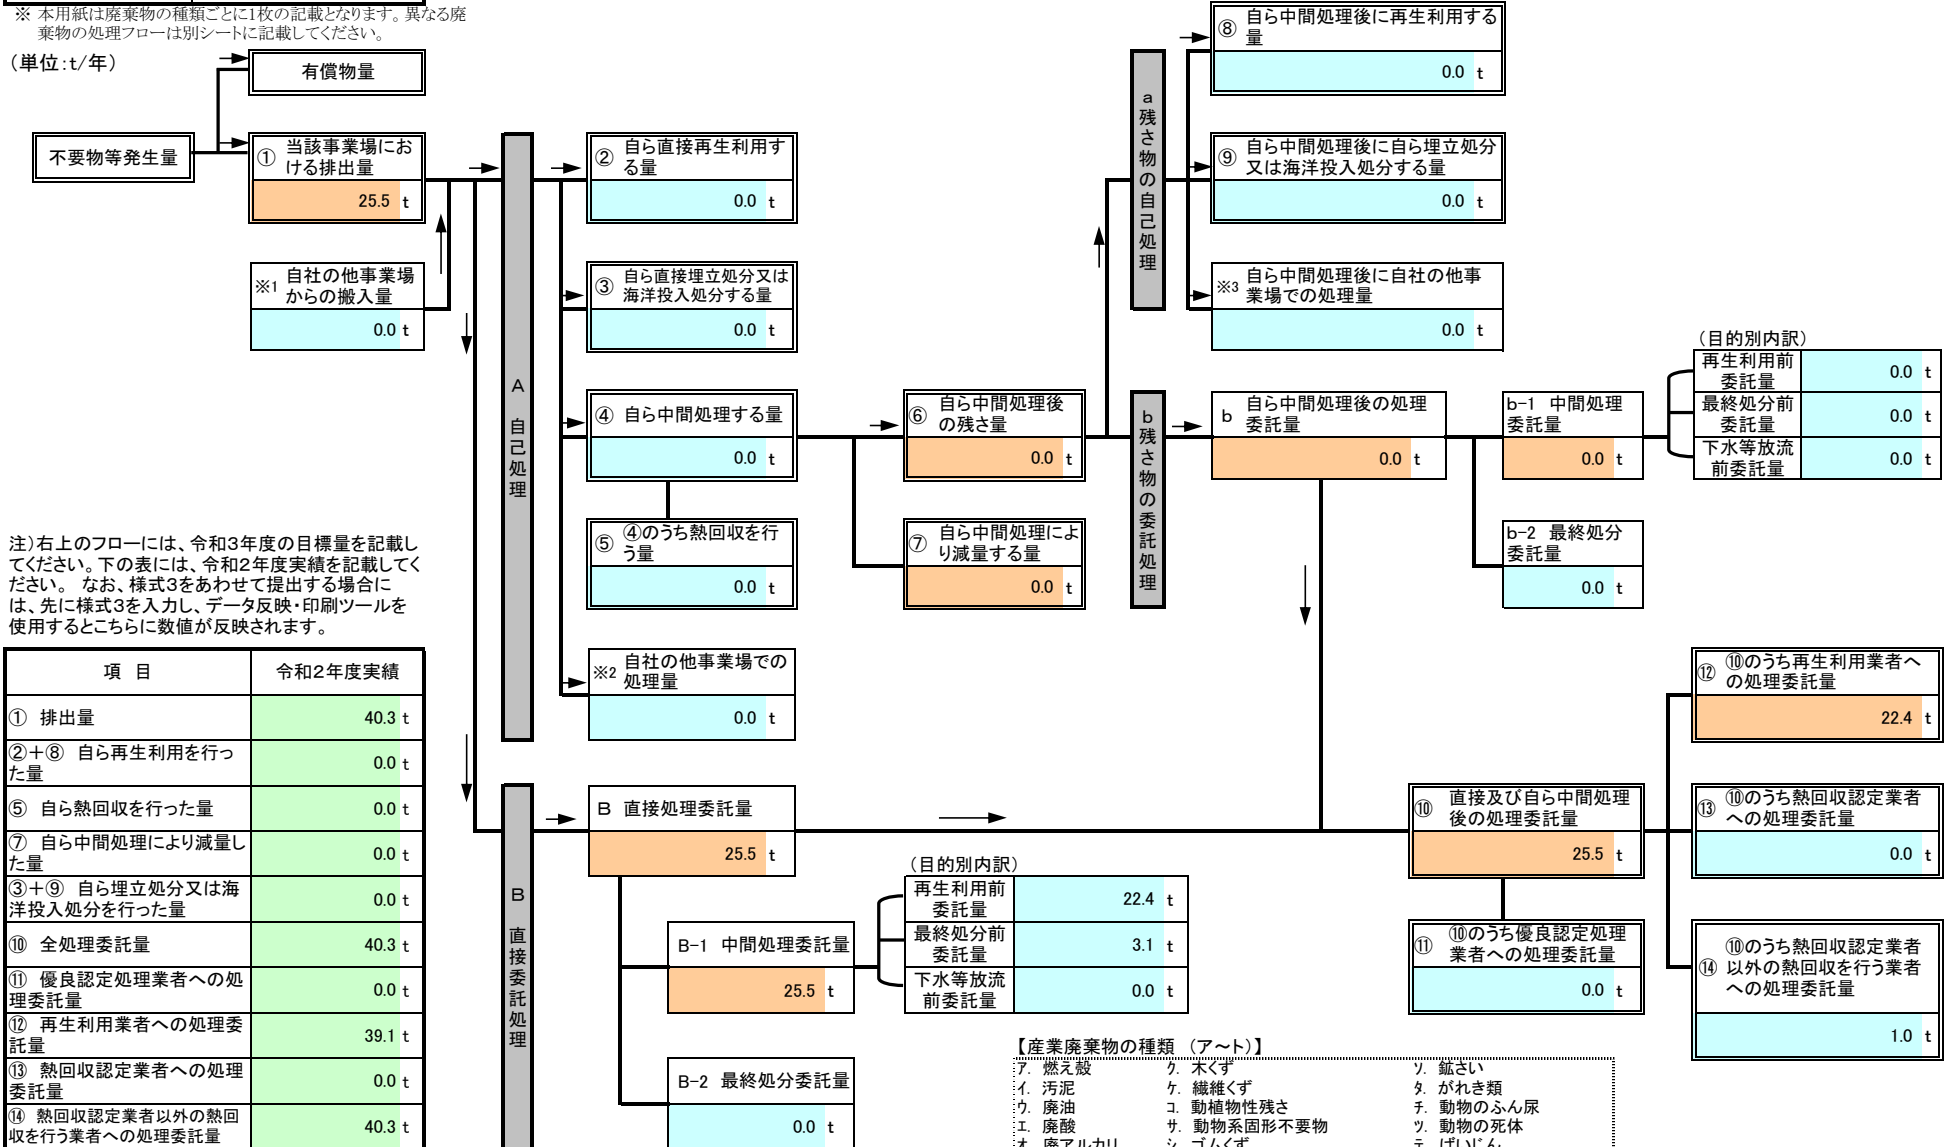 ※ 本用紙は廃棄物の種類ごとに1枚の記載となります。異なる廃
棄物の処理フローは別シートに記載してください。
(単位:t/年)
有償物量
不要物等発生量
① 当該事業場にお
ける排出量
25.5 t
※1 自社の他事業場
からの搬入量
0.0 t
A 自己処理
② 自ら直接再生利用す
る量
0.0 t
③ 自ら直接埋立処分又は
海洋投入処分する量
0.0 t
④ 自ら中間処理する量
0.0 t
⑤ ④のうち熱回収を行
う量
0.0 t
※2 自社の他事業場での
処理量
0.0 t
⑥ 自ら中間処理後
の残さ量
0.0 t
⑦ 自ら中間処理によ
り減量する量
0.0 t
a残さ物の自己処理
⑧ 自ら中間処理後に再生利用する
量
0.0 t
⑨ 自ら中間処理後に自ら埋立処分
又は海洋投入処分する量
0.0 t
※3 自ら中間処理後に自社の他事
業場での処理量
0.0 t
b残さ物の委託処理
b 自ら中間処理後の処理
委託量
0.0 t
b-1 中間処理
委託量
0.0 t
b-2 最終処分
委託量
0.0 t
(目的別内訳)
再生利用前
委託量
0.0 t
最終処分前
委託量
0.0 t
下水等放流
前委託量
0.0 t
注)右上のフローには、令和3年度の目標量を記載し
てください。下の表には、令和2年度実績を記載してく
ださい。 なお、様式3をあわせて提出する場合に
は、先に様式3を入力し、データ反映・印刷ツールを
使用するとこちらに数値が反映されます。
項 目 令和2年度実績
① 排出量 40.3 t
②+⑧ 自ら再生利用を行っ
た量 0.0 t
⑤ 自ら熱回収を行った量 0.0 t
⑦ 自ら中間処理により減量し
た量 0.0 t
③+⑨ 自ら埋立処分又は海
洋投入処分を行った量 0.0 t
⑩ 全処理委託量 40.3 t
⑪ 優良認定処理業者への処
理委託量 0.0 t
⑫ 再生利用業者への処理委
託量 39.1 t
⑬ 熱回収認定業者への処理
委託量 0.0 t
⑭ 熱回収認定業者以外の熱回
収を行う業者への処理委託量 40.3 t
B 直接委託処理
B 直接処理委託量
25.5 t
B-1 中間処理委託量
25.5 t
B-2 最終処分委託量
0.0 t
(目的別内訳)
再生利用前
委託量
22.4 t
最終処分前
委託量
3.1 t
下水等放流
前委託量
0.0 t
⑩ 直接及び自ら中間処理
後の処理委託量
25.5 t
⑪ ⑩のうち優良認定処理
業者への処理委託量
0.0 t
⑫ ⑩のうち再生利用業者へ
の処理委託量
22.4 t
⑬ ⑩のうち熱回収認定業者
への処理委託量
0.0 t
⑭ ⑩のうち熱回収認定業者
以外の熱回収を行う業者
への処理委託量
1.0 t
【産業廃棄物の種類 (ア~ト)】
ア. 燃え殻 ク. 木くず ソ. 鉱さい
イ. 汚泥 ケ. 繊維くず タ. がれき類
ウ. 廃油 コ. 動植物性残さ チ. 動物のふん尿
エ. 廃酸 サ. 動物系固形不要物 ツ. 動物の死体
オ. 廃アルカリ シ. ゴムくず テ. ばいじん